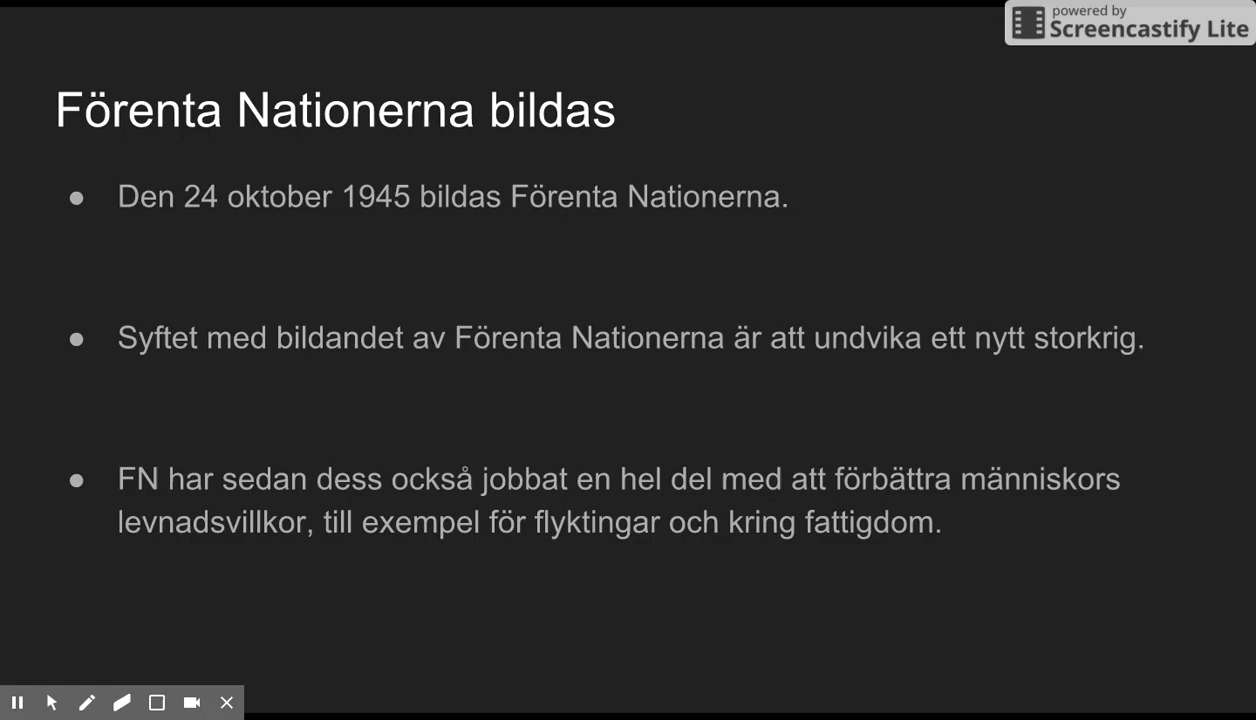 powered by
Screencastify Lite
Förenta Nationerna bildas
Den 24 oktober 1945 bildas Förenta Nationerna.
Syftet med bildandet av Förenta Nationerna är att undvika ett nytt storkrig.
FN har sedan dess också jobbat en hel del med att förbättra människors
levnadsvillkor, till exempel för flyktingar och kring fattigdom.